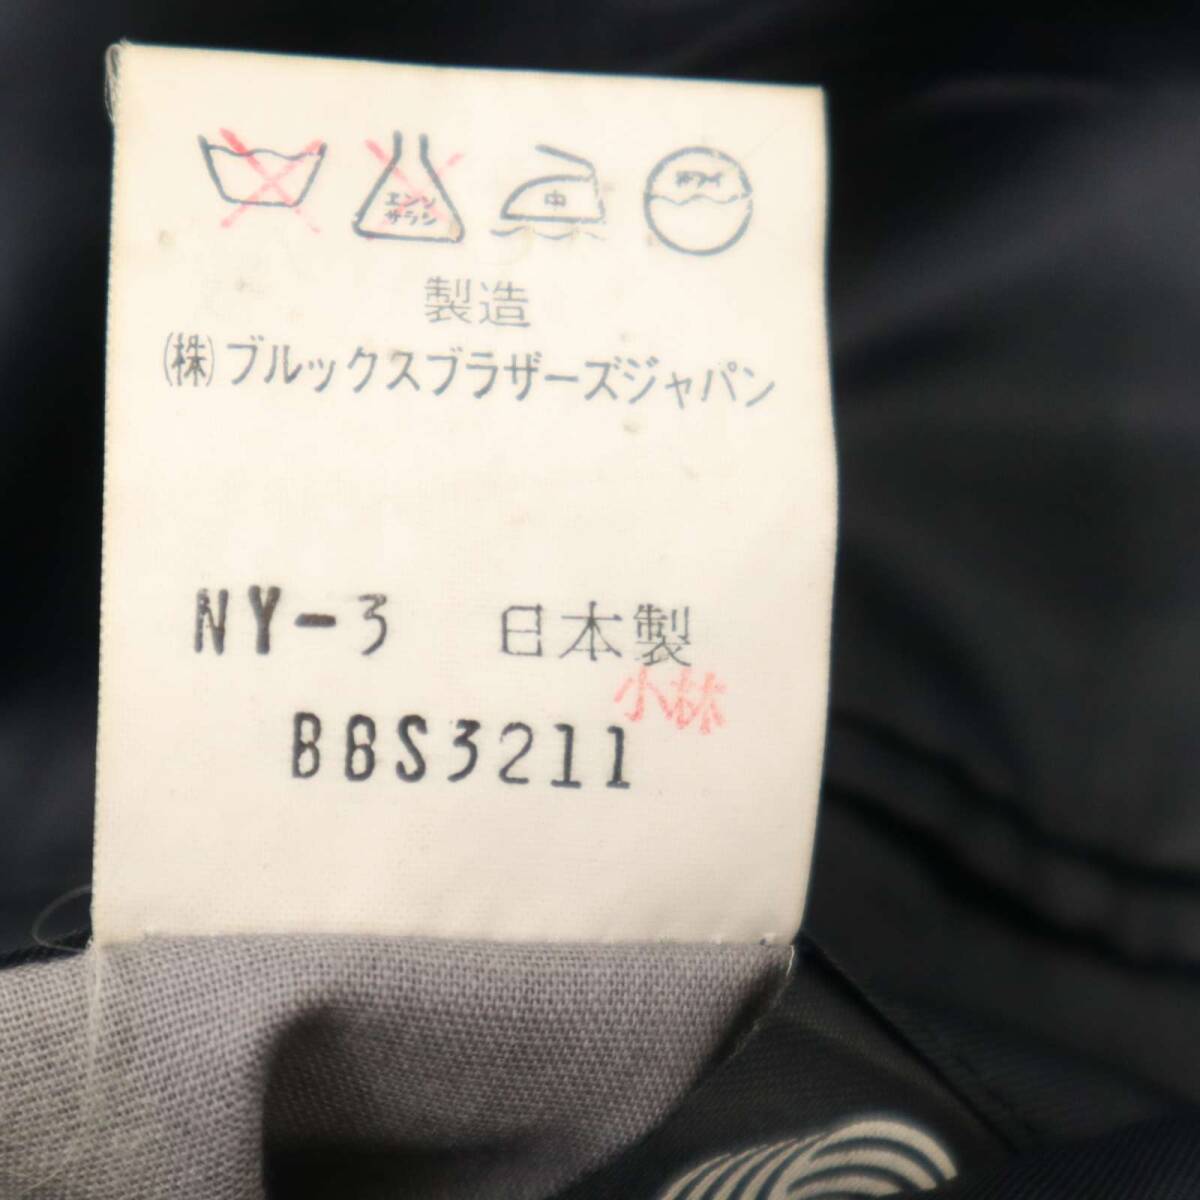 エンソ
サラシ
中
ドライ
製造
(株)ブルックスブラザーズジャパン
NY-3 日本製
小林
BBS3211